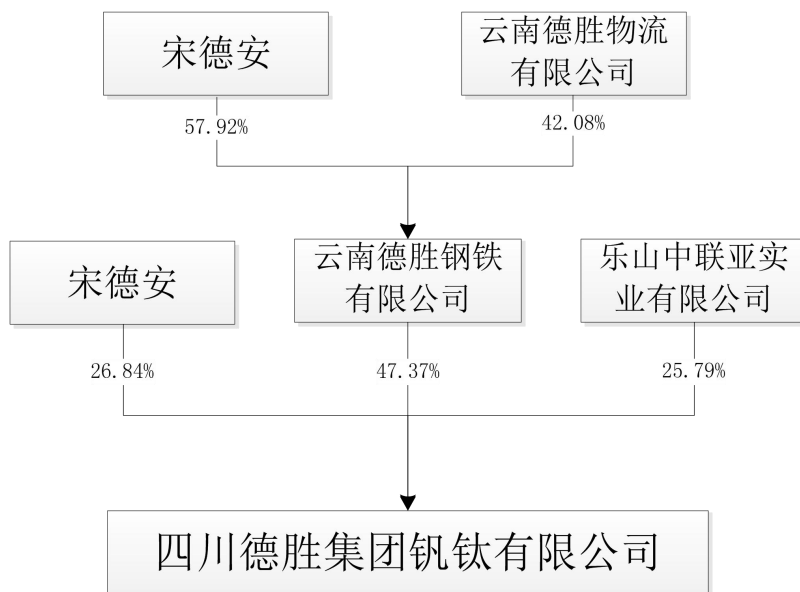 宋德安
云南德胜物流
有限公司
57.92%
42.08%
宋德安
云南德胜钢铁
有限公司
乐山中联亚实
业有限公司
26.84%
47.37%
25.79%
四川德胜集团钒钛有限公司